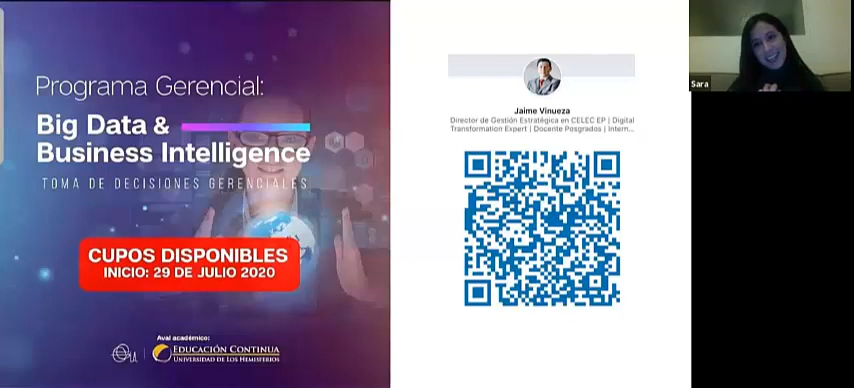 Programa Gerencial:
Big Data &
Business Intelligence
TOMA DE DECISIONES GERENCIALES
CUPOS DISPONIBLES
INICIO: 29 DE JULIO 2020
Aval académico:
EDUCACIÓN CONTINUA
UNIVERSIDAD DE LOS HEMISFERIOS
Jaime Vinueza
Director de Gestión Estratégica en CELEC EP | Digital
Transformation Expert | Docente Posgrados | Intern...
Sara